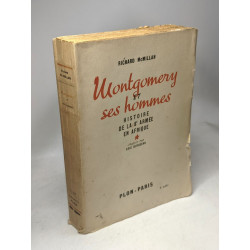 RICHARD McMILLAN
Montgomery
et
ses hommes
HISTOIRE
DE LA 8e ARMÉE
EN AFRIQUE
PLON-PARIS